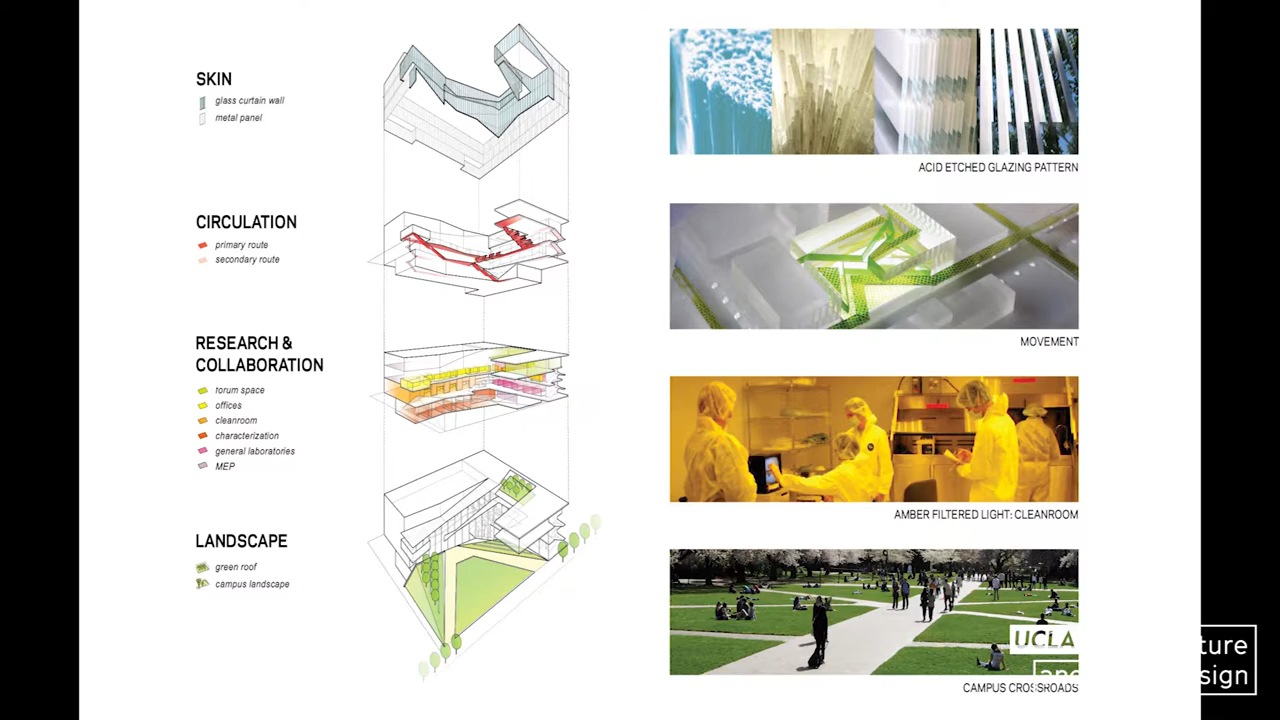 SKIN
glass curtain wall
metal panel
CIRCULATION
primary route
secondary route
RESEARCH &
COLLABORATION
torum space
offices
cleanroom
characterization
general laboratories
MEP
LANDSCAPE
green roof
campus landscape
ACID ETCHED GLAZING PATTERN
MOVEMENT
AMBER FILTERED LIGHT: CLEANROOM
CAMPUS CROSSROADS
UCLA
ture
sign